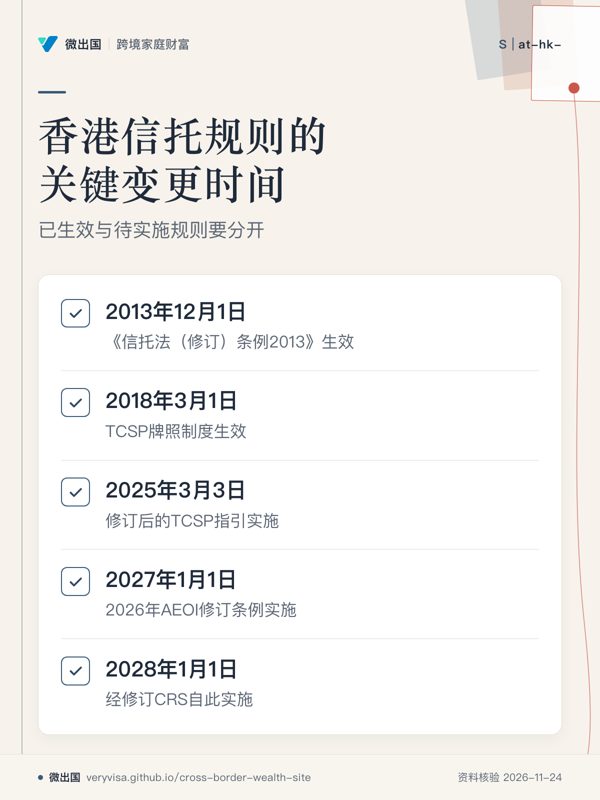 微出国 | 跨境家庭财富
S | at-hk-
香港信托规则的
关键变更时间
已生效与待实施规则要分开
2013年12月1日
《信托法（修订）条例2013》生效
2018年3月1日
TCSP牌照制度生效
2025年3月3日
修订后的TCSP指引实施
2027年1月1日
2026年AEOI修订条例实施
2028年1月1日
经修订CRS自此实施
微出国 veryvisa.github.io/cross-border-wealth-site
资料核验 2026-11-24